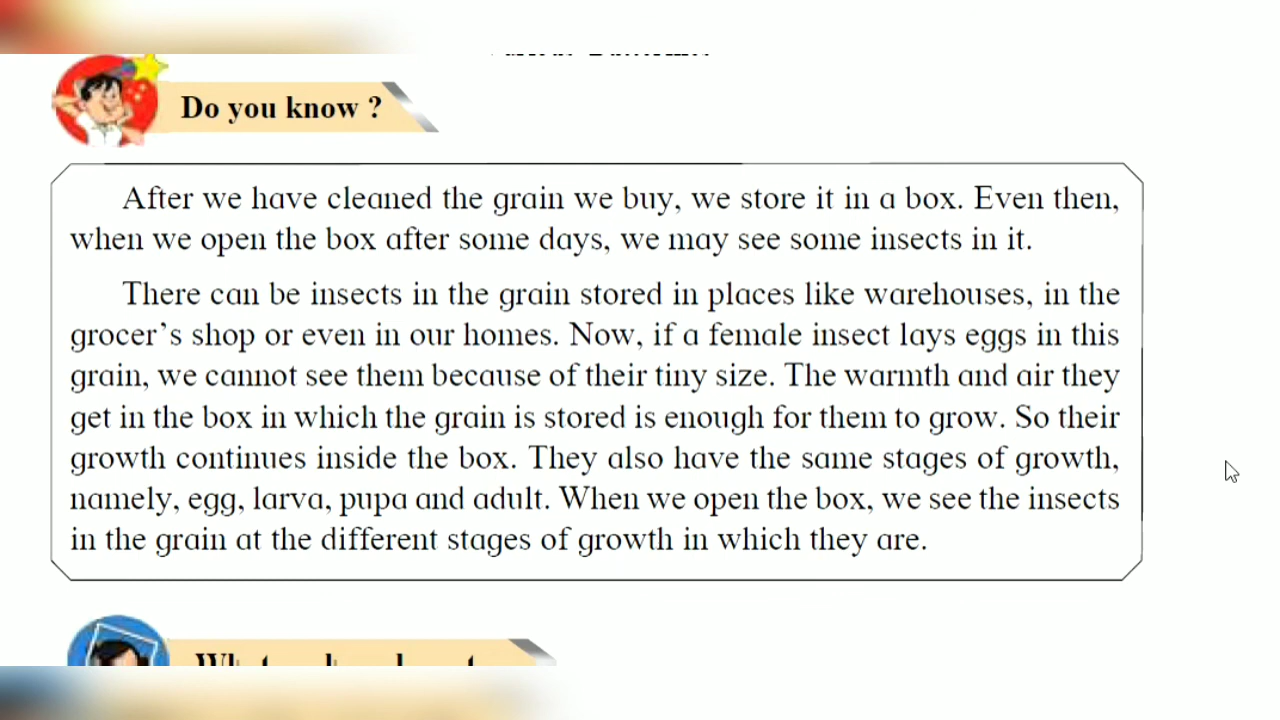 Do you know ?
After we have cleaned the grain we buy, we store it in a box. Even then,
when we open the box after some days, we may see some insects in it.
There can be insects in the grain stored in places like warehouses, in the
grocer's shop or even in our homes. Now, if a female insect lays eggs in this
grain, we cannot see them because of their tiny size. The warmth and air they
get in the box in which the grain is stored is enough for them to grow. So their
growth continues inside the box. They also have the same stages of growth,
namely, egg, larva, pupa and adult. When we open the box, we see the insects
in the grain at the different stages of growth in which they are.